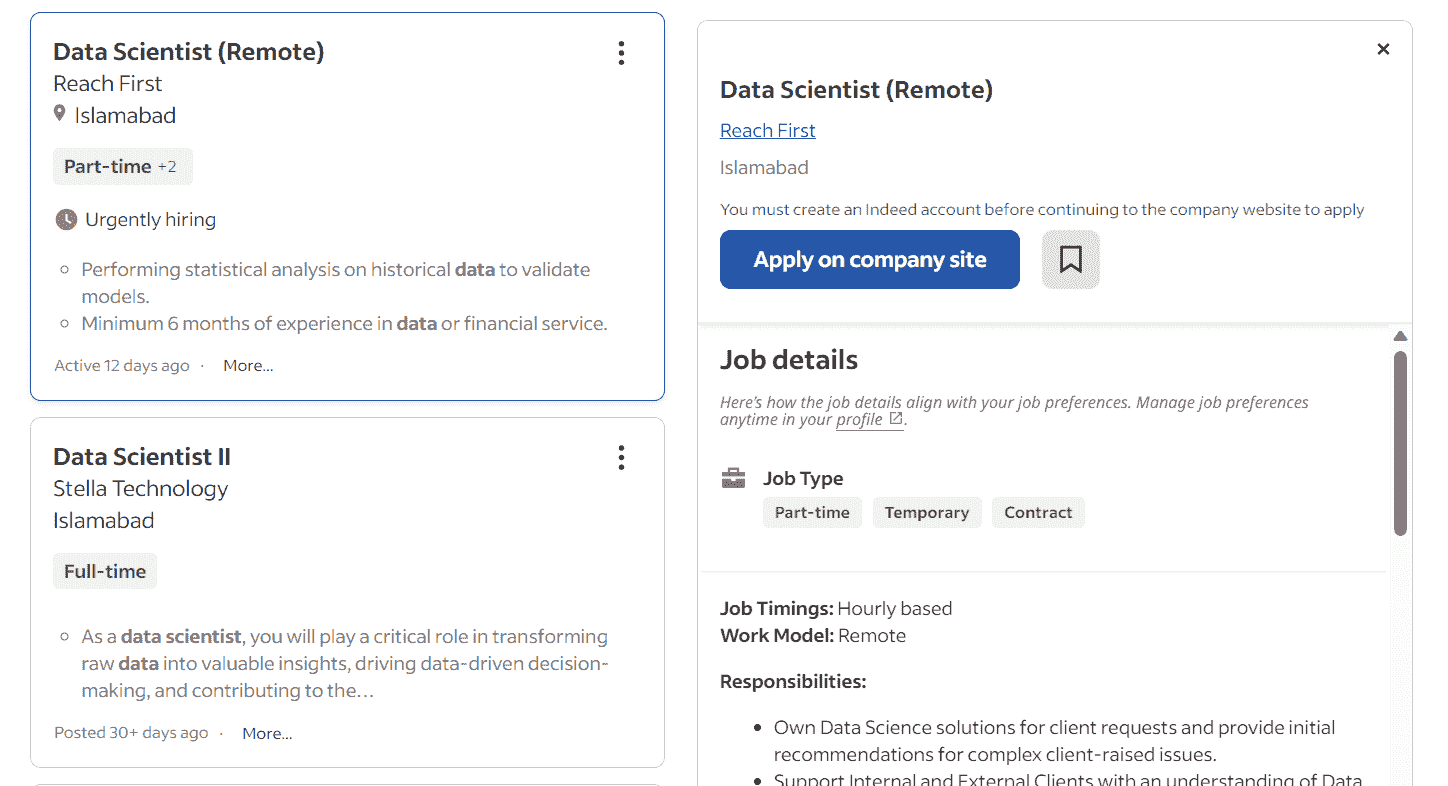 Data Scientist (Remote)
Reach First
Islamabad
Part-time +2
Urgently hiring
Performing statistical analysis on historical data to validate
models.
Minimum 6 months of experience in data or financial service.
Active 12 days ago · More...
Data Scientist II
Stella Technology
Islamabad
Full-time
As a data scientist, you will play a critical role in transforming
raw data into valuable insights, driving data-driven decision-
making, and contributing to the…
Posted 30+ days ago · More...
Data Scientist (Remote)
Reach First
Islamabad
You must create an Indeed account before continuing to the company website to apply
Apply on company site
Job details
Here's how the job details align with your job preferences. Manage job preferences
anytime in your profile.
Job Type
Part-time Temporary Contract
Job Timings: Hourly based
Work Model: Remote
Responsibilities:
Own Data Science solutions for client requests and provide initial
recommendations for complex client-raised issues.
Support Internal and External Clients with an understanding of Data